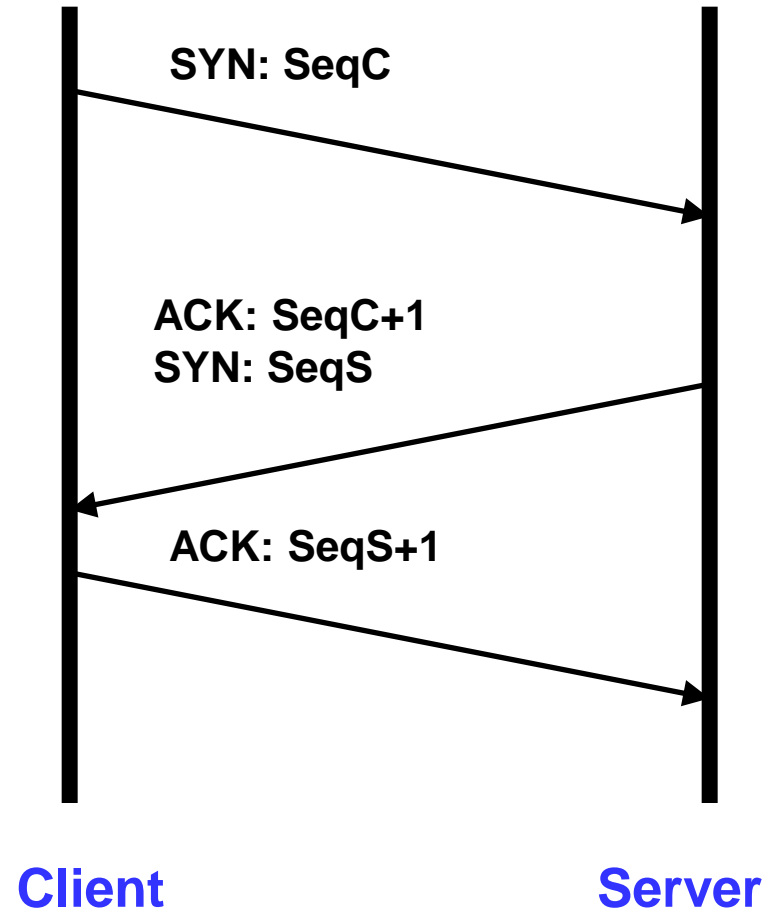 SYN: SeqC
ACK: SeqC+1
SYN: SeqS
ACK: SeqS+1
Client
Server